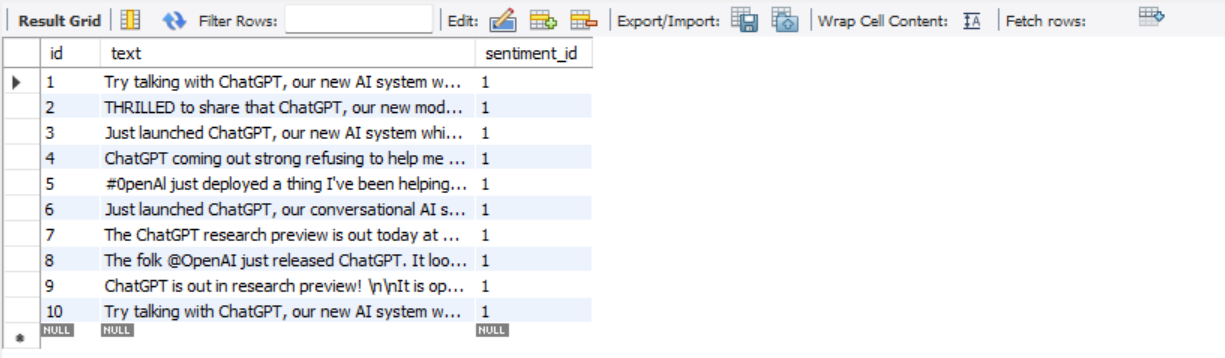 Result Grid Filter Rows: Edit: Export/Import: Wrap Cell Content: IA Fetch rows:
id text sentiment_id
1 Try talking with ChatGPT, our new AI system w... 1
2 THRILLED to share that ChatGPT, our new mod... 1
3 Just launched ChatGPT, our new AI system whi... 1
4 ChatGPT coming out strong refusing to help me ... 1
5 #0penAl just deployed a thing I've been helping... 1
6 Just launched ChatGPT, our conversational AI s... 1
7 The ChatGPT research preview is out today at ... 1
8 The folk @OpenAI just released ChatGPT. It loo... 1
9 ChatGPT is out in research preview! \n\nIt is op... 1
10 Try talking with ChatGPT, our new AI system w... 1
NULL NULL NULL